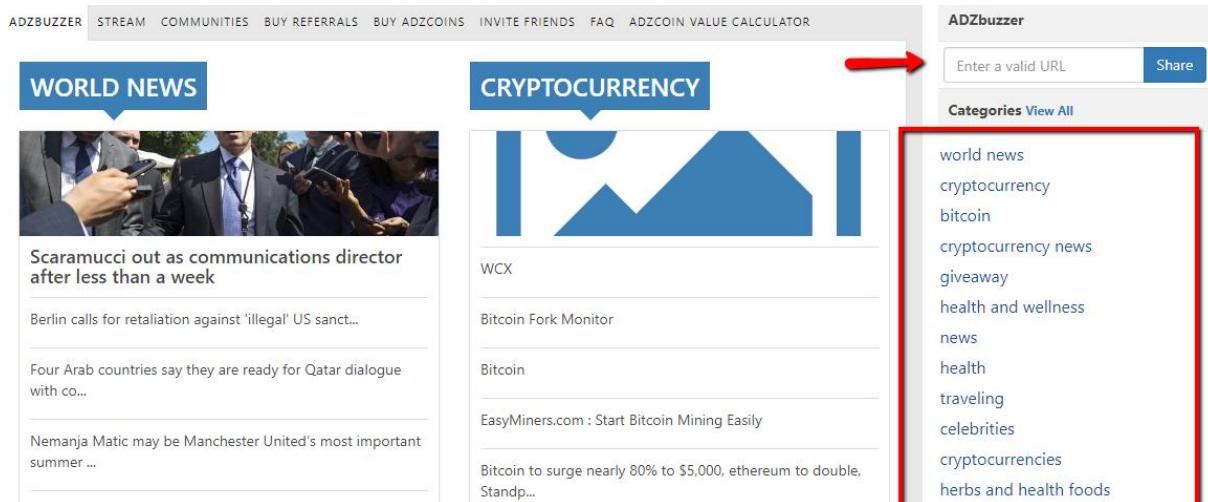 ADZBUZZER STREAM COMMUNITIES BUY REFERRALS BUY ADZCOINS INVITE FRIENDS FAQ ADZCOIN VALUE CALCULATOR
WORLD NEWS
Scaramucci out as communications director
after less than a week
Berlin calls for retaliation against 'illegal' US sanct...
Four Arab countries say they are ready for Qatar dialogue
with co...
Nemanja Matic may be Manchester United's most important
summer ...
CRYPTOCURRENCY
WCX
Bitcoin Fork Monitor
Bitcoin
EasyMiners.com : Start Bitcoin Mining Easily
Bitcoin to surge nearly 80% to $5,000, ethereum to double,
Standp...
ADZbuzzer
Enter a valid URL Share
Categories View All
world news
cryptocurrency
bitcoin
cryptocurrency news
giveaway
health and wellness
news
health
traveling
celebrities
cryptocurrencies
herbs and health foods